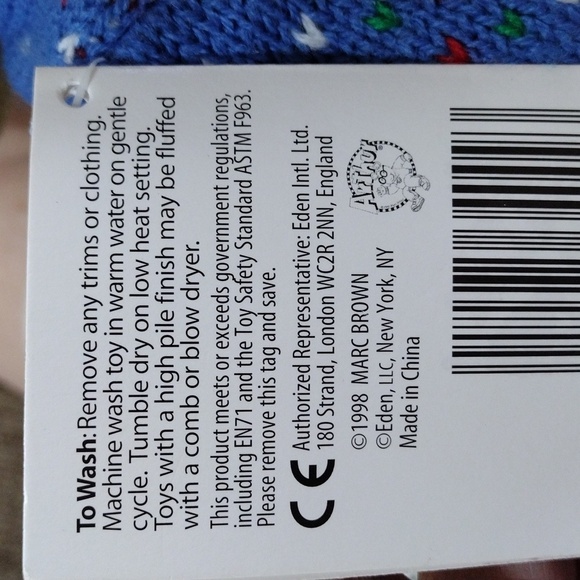 To Wash: Remove any trims or clothing.
Machine wash toy in warm water on gentle
cycle. Tumble dry on low heat setting.
Toys with a high pile finish may be fluffed
with a comb or blow dryer.
This product meets or exceeds government regulations,
including EN71 and the Toy Safety Standard ASTM F963.
Please remove this tag and save.
CE
Authorized Representative: Eden Intl. Ltd.
180 Strand, London WC2R 2NN, England
ARTHUR
©1998 MARC BROWN
©Eden, LLC, New York, NY
Made in China